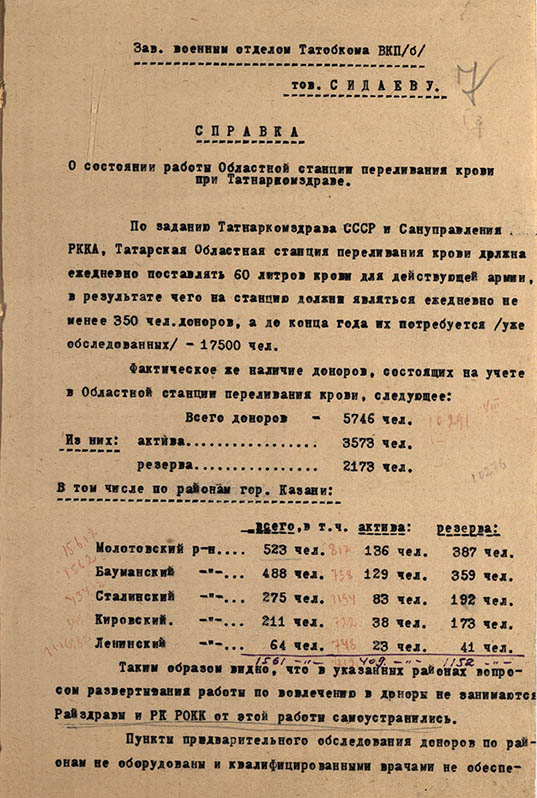 Зав. военным отделом Татобкома ВКП/б/
тов. СИДАЕВУ.
7
СПРАВКА
О состоянии работы Областной станции переливания крови
при Татнаркомздраве.
По заданию Татнаркомздрава СССР и Сануправления
РККА, Татарская Областная станция переливания крови должна
ежедневно поставлять 60 литров крови для действующей армии,
в результате чего на станцию должны являться ежедневно не
менее 350 чел.доноров, а до конца года их потребуется /уже
обследованных/ - 17500 чел.
Фактическое же наличие доноров, состоящих на учете
в Областной станции переливания крови, следующее:
Всего доноров - 5746 чел. 10291
Из них: актива.................. 3573 чел.
резерва................. 2173 чел. 10276
В том числе по районам гор. Казани:
всего, в т.ч. актива: резерва:
Молотовский р-н.... 523 чел. 817 136 чел. 387 чел.
Бауманский -"-... 488 чел. 758 129 чел. 359 чел.
Сталинский -"-... 275 чел. 1194 83 чел. 192 чел.
Кировский. -"-... 211 чел. 722 38 чел. 173 чел.
Ленинский -"-... 64 чел. 748 23 чел. 41 чел.
1561 -"- 409 -"- 1152 -"-
Таким образом видно, что в указанных районах вопро-
сом развертывания работы по вовлечению в доноры не занимаются
Райздравы и РК РОКК от этой работы самоустранились.
Пункты предварительного обследования доноров по рай-
онам не оборудованы и квалифицированными врачами не обеспе-